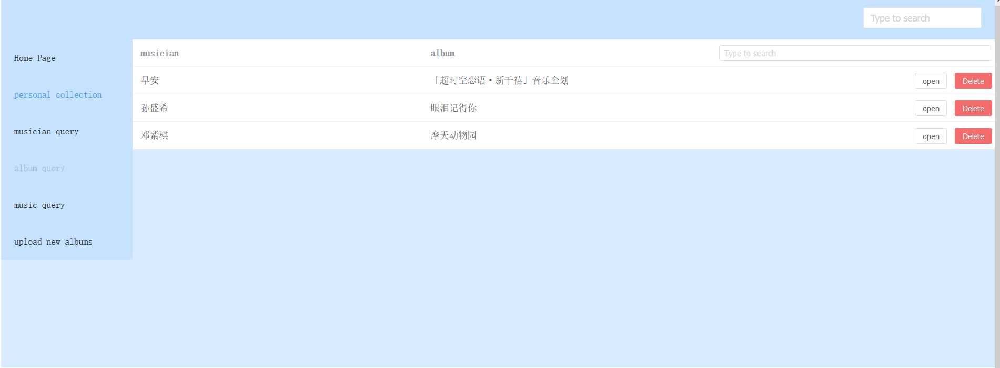 Type to search
Home Page
personal collection
musician query
album query
music query
upload new albums
musician album Type to search
早安 「超时空恋语·新千禧」音乐企划 open Delete
孙盛希 眼泪记得你 open Delete
邓紫棋 摩天动物园 open Delete